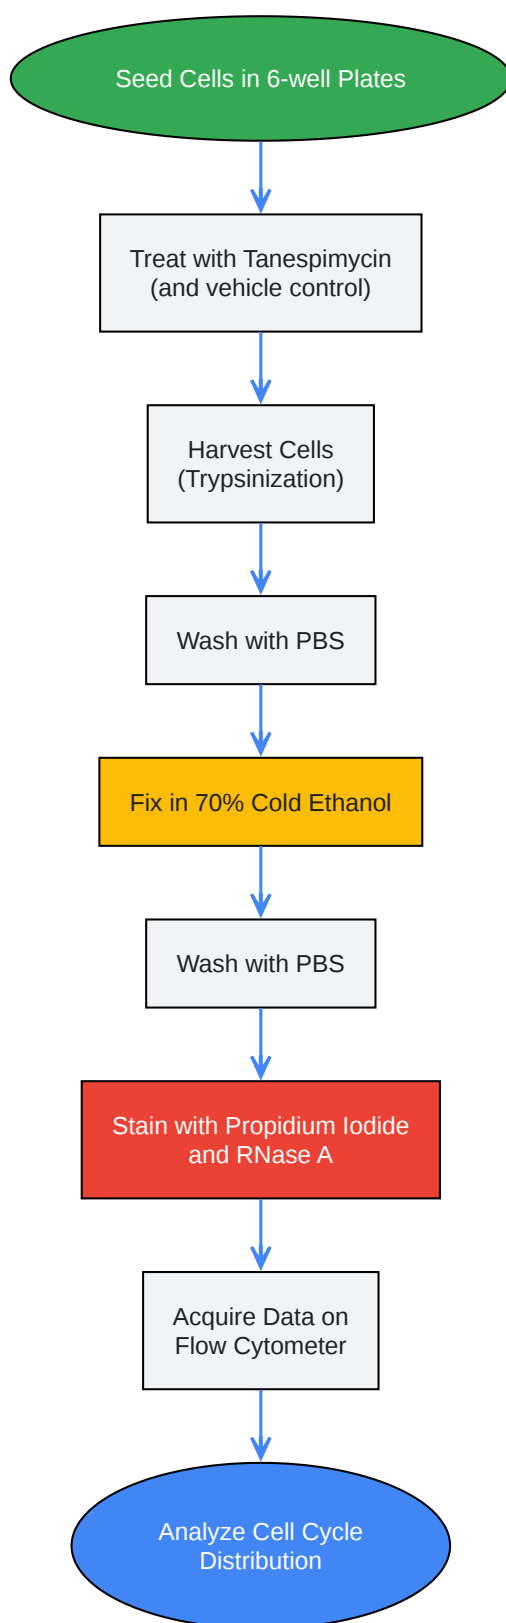 Seed Cells in 6-well Plates
Treat with Tanespimycin
(and vehicle control)
Harvest Cells
(Trypsinization)
Wash with PBS
Fix in 70% Cold Ethanol
Wash with PBS
Stain with Propidium Iodide
and RNase A
Acquire Data on
Flow Cytometer
Analyze Cell Cycle
Distribution